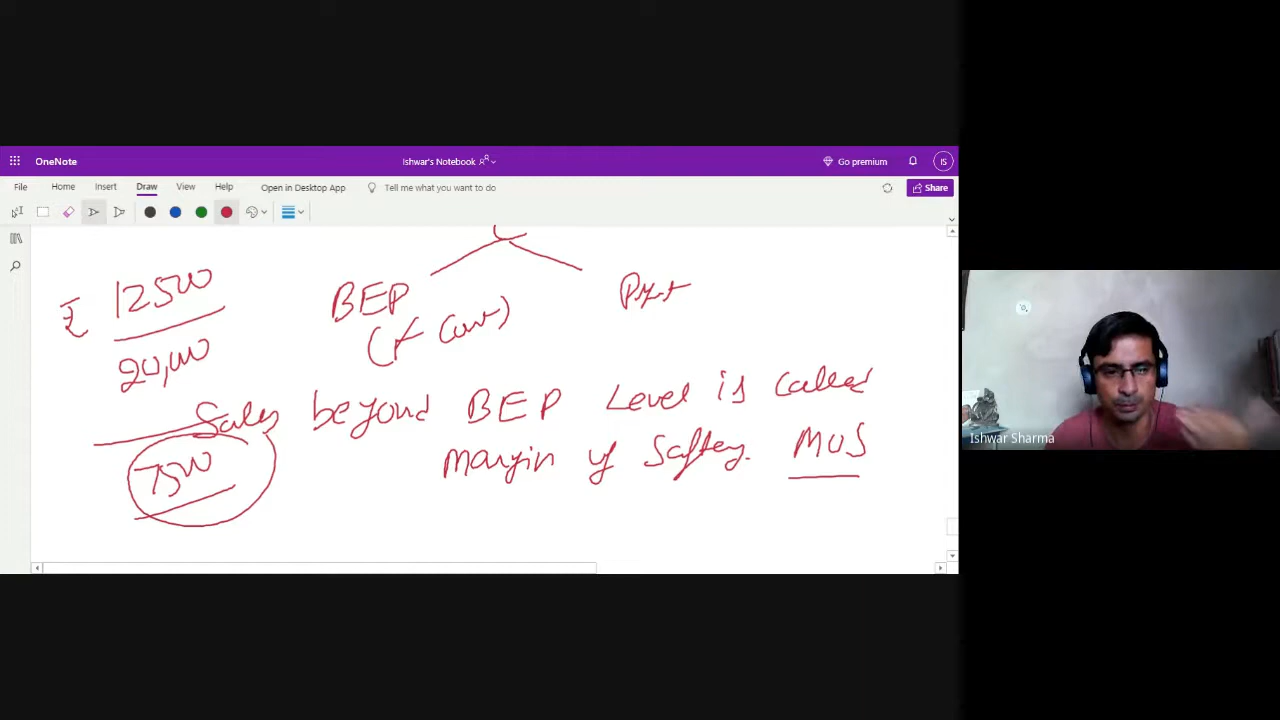 OneNote
Ishwar's Notebook
Go premium
IS
File Home Insert Draw View Help Open in Desktop App Tell me what you want to do
Share
₹ 12500
BEP
Profit
20,000
Sales beyond BEP Level is called
7500
margin of Saftey. MOS
Ishwar Sharma